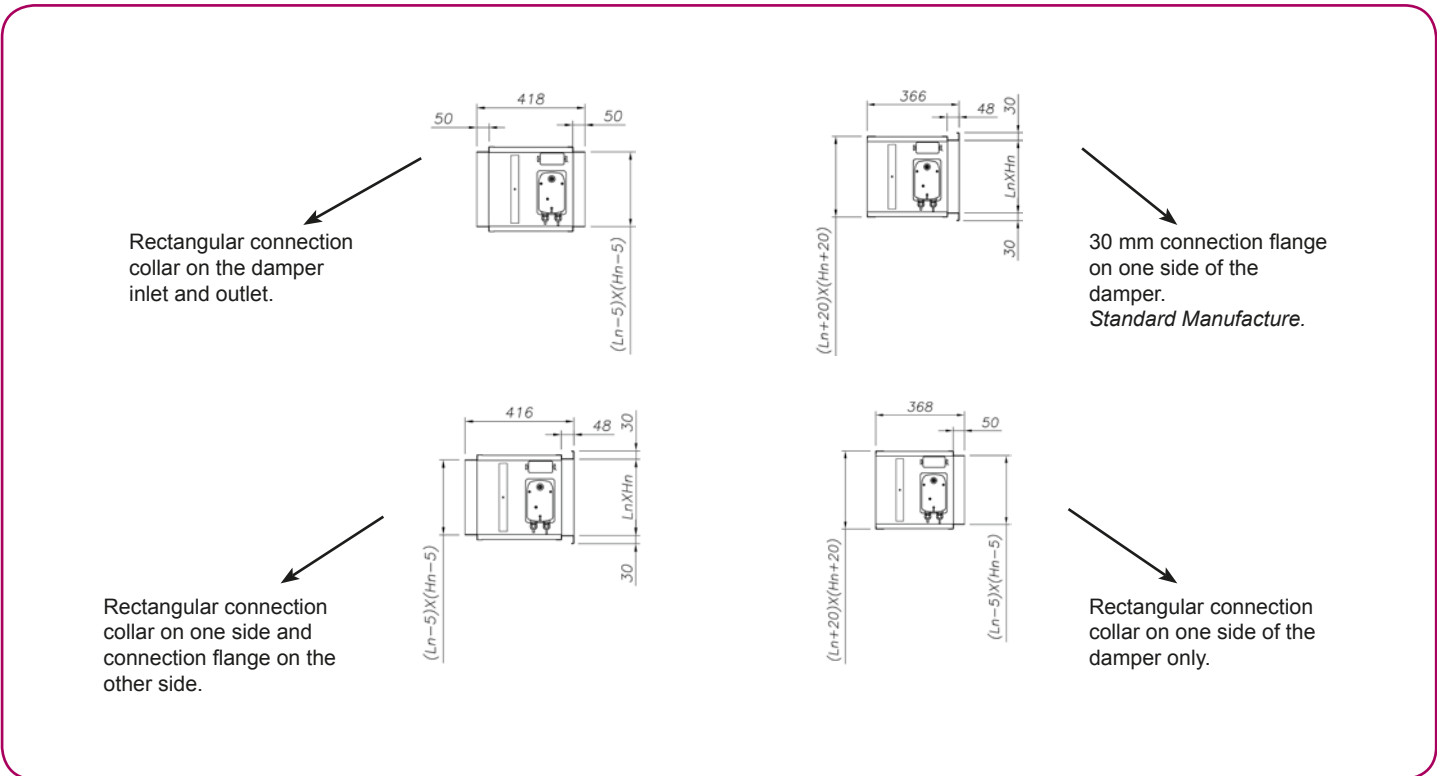 418
50
50
(Ln−5)X(Hn−5)
Rectangular connection
collar on the damper
inlet and outlet.
366
48
30
LnXHn
30
(Ln+20)X(Hn+20)
30 mm connection flange
on one side of the
damper.
Standard Manufacture.
416
48
30
LnXHn
30
(Ln−5)X(Hn−5)
Rectangular connection
collar on one side and
connection flange on the
other side.
368
50
(Ln+20)X(Hn+20)
(Ln−5)X(Hn−5)
Rectangular connection
collar on one side of the
damper only.